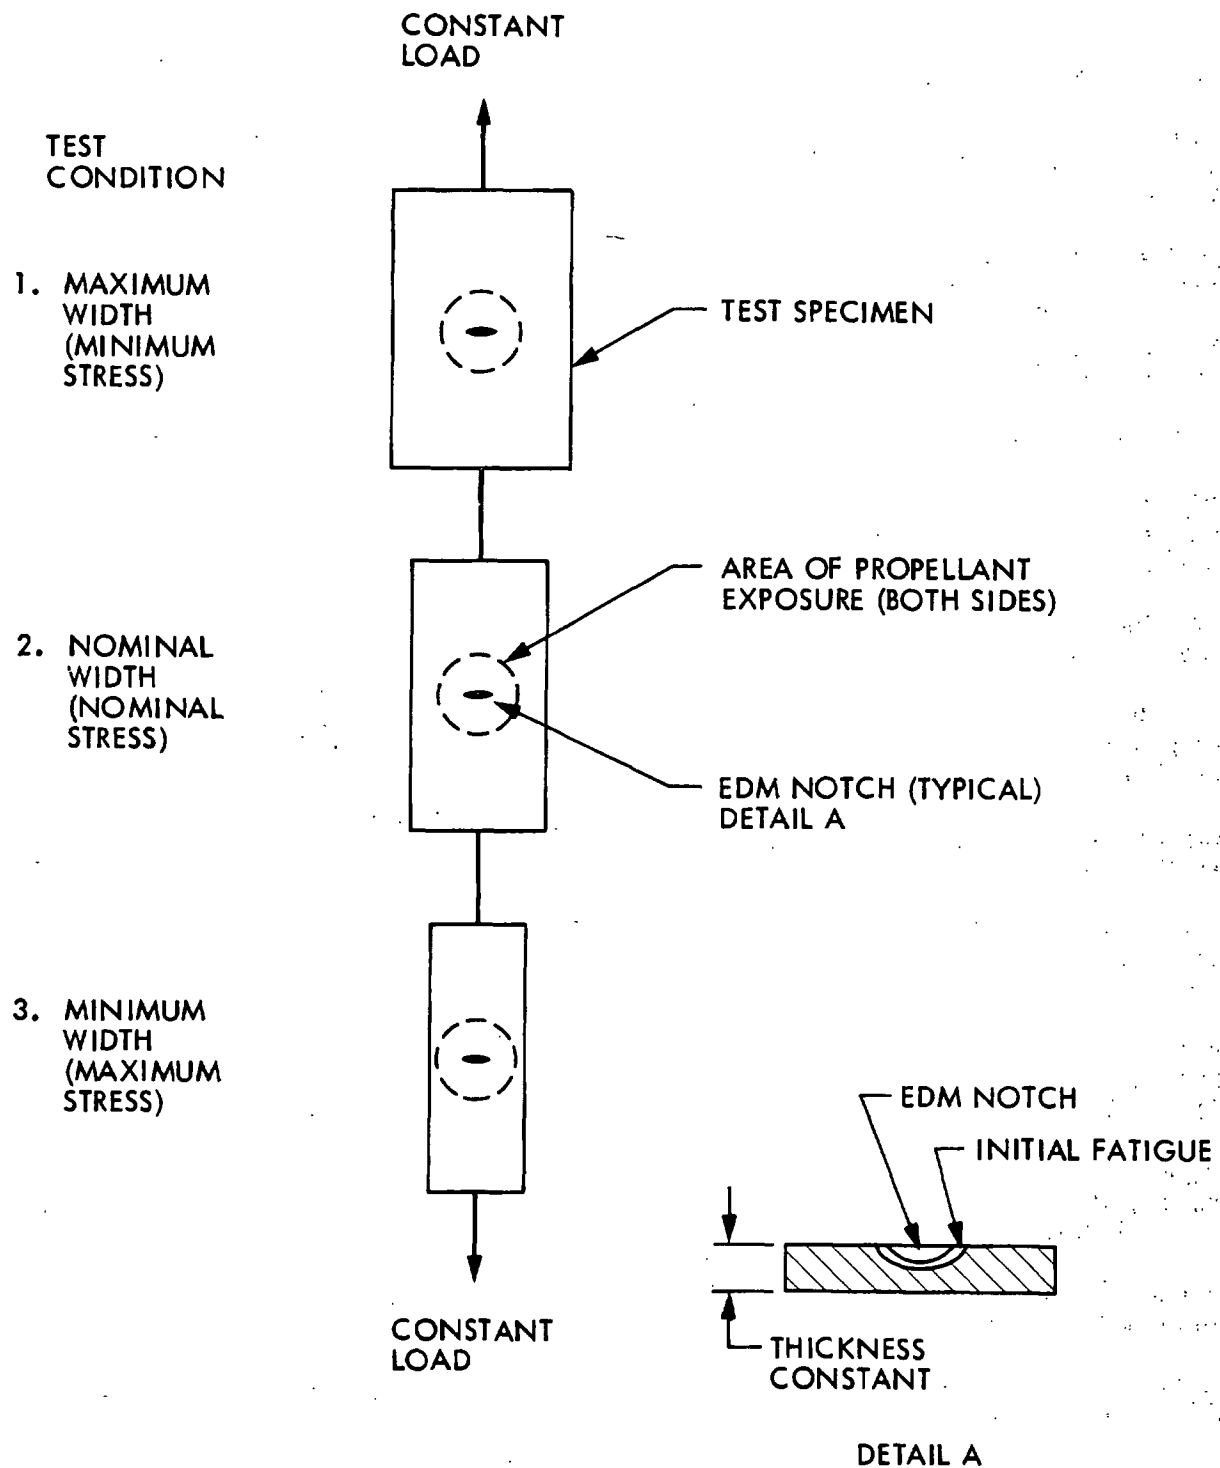 CONSTANT
LOAD
TEST
CONDITION
1. MAXIMUM
WIDTH
(MINIMUM
STRESS)
TEST SPECIMEN
AREA OF PROPELLANT
EXPOSURE (BOTH SIDES)
2. NOMINAL
WIDTH
(NOMINAL
STRESS)
EDM NOTCH (TYPICAL)
DETAIL A
3. MINIMUM
WIDTH
(MAXIMUM
STRESS)
EDM NOTCH
INITIAL FATIGUE
CONSTANT
LOAD
THICKNESS
CONSTANT
DETAIL A